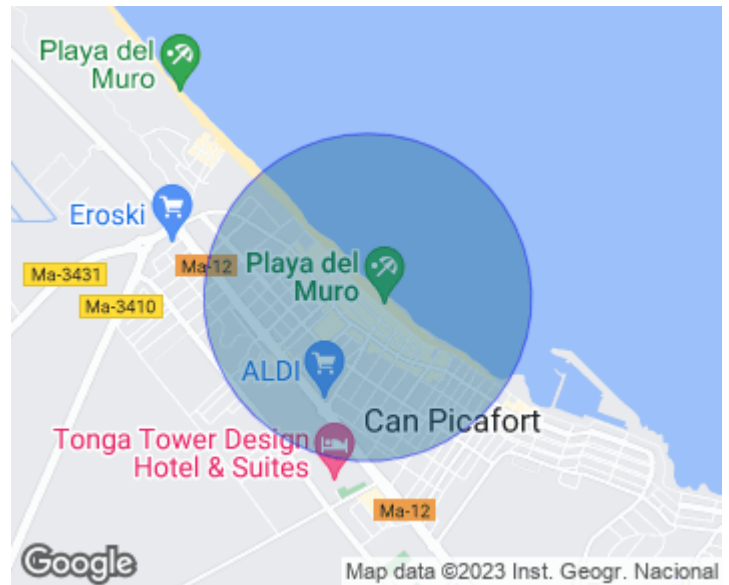 Playa del
Muro
Eroski
Ma-3431
Ma-12
Playa del
Muro
Ma-3410
ALDI
Can Picafort
Tonga Tower Design
Hotel & Suites
Ma-12
Google
Map data ©2023 Inst. Geogr. Nacional